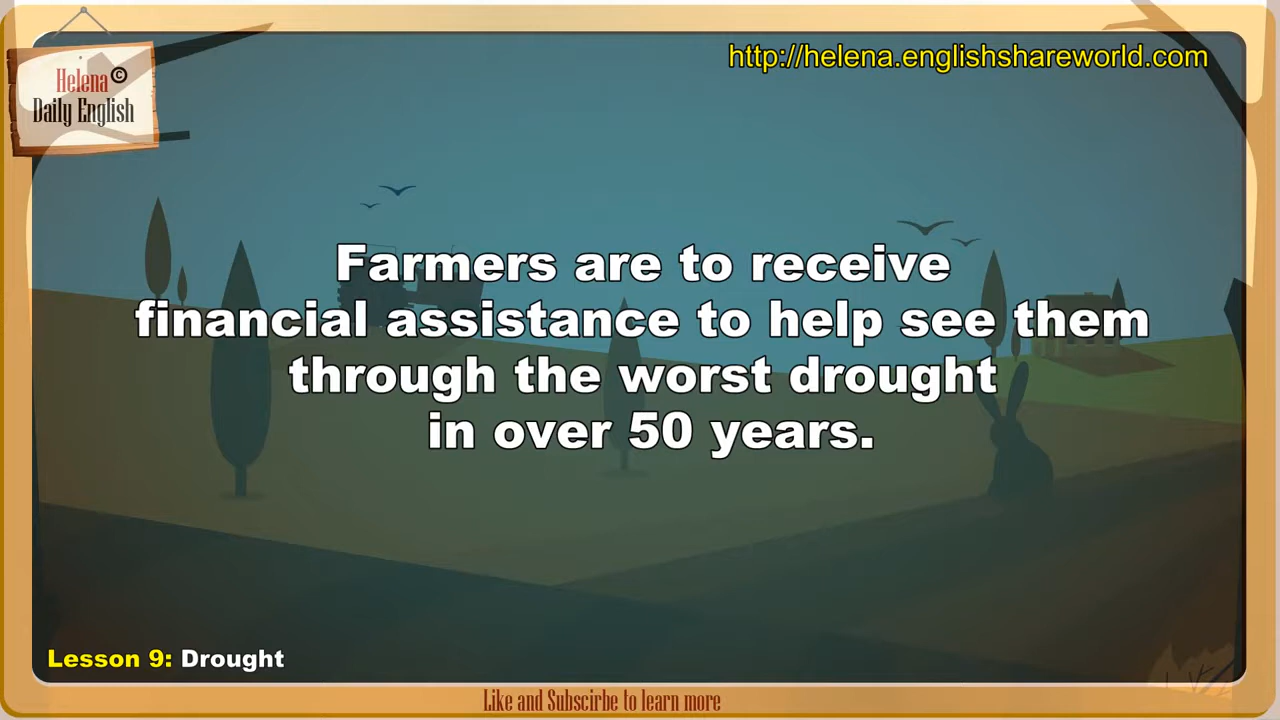 Helena ©
Daily English
http://helena.englishshareworld.com
Farmers are to receive
financial assistance to help see them
through the worst drought
in over 50 years.
Lesson 9: Drought
Like and Subscirbe to learn more